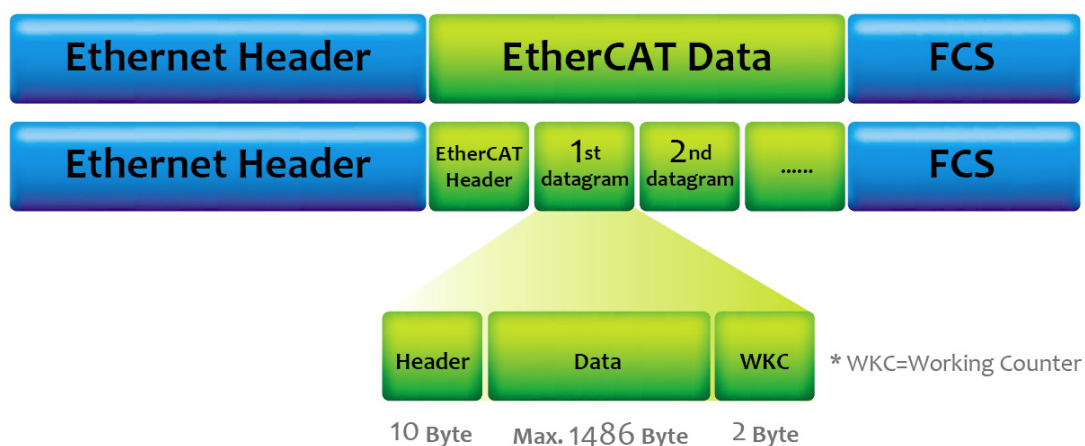 Ethernet Header EtherCAT Data FCS
Ethernet Header EtherCAT Header 1st datagram 2nd datagram ...... FCS
Header Data WKC * WKC=Working Counter
10 Byte Max. 1486 Byte 2 Byte